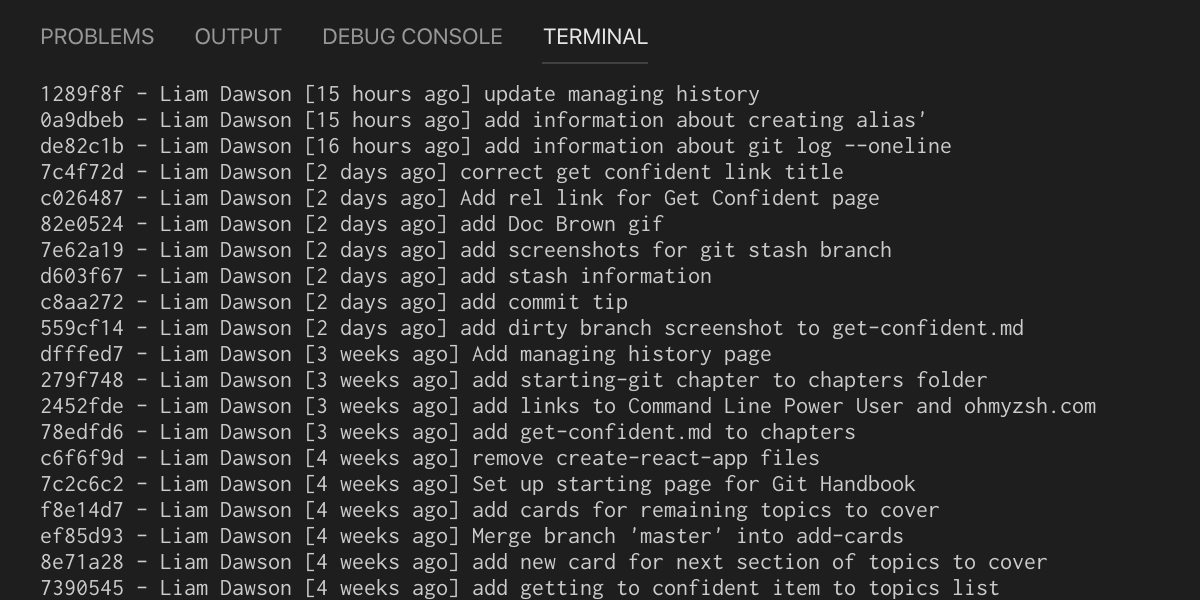 PROBLEMS OUTPUT DEBUG CONSOLE TERMINAL
1289f8f - Liam Dawson [15 hours ago] update managing history
0a9dbeb - Liam Dawson [15 hours ago] add information about creating alias'
de82c1b - Liam Dawson [16 hours ago] add information about git log --oneline
7c4f72d - Liam Dawson [2 days ago] correct get confident link title
c026487 - Liam Dawson [2 days ago] Add rel link for Get Confident page
82e0524 - Liam Dawson [2 days ago] add Doc Brown gif
7e62a19 - Liam Dawson [2 days ago] add screenshots for git stash branch
d603f67 - Liam Dawson [2 days ago] add stash information
c8aa272 - Liam Dawson [2 days ago] add commit tip
559cf14 - Liam Dawson [2 days ago] add dirty branch screenshot to get-confident.md
dfffed7 - Liam Dawson [3 weeks ago] Add managing history page
279f748 - Liam Dawson [3 weeks ago] add starting-git chapter to chapters folder
2452fde - Liam Dawson [3 weeks ago] add links to Command Line Power User and ohmyzsh.com
78edfd6 - Liam Dawson [3 weeks ago] add get-confident.md to chapters
c6f6f9d - Liam Dawson [4 weeks ago] remove create-react-app files
7c2c6c2 - Liam Dawson [4 weeks ago] Set up starting page for Git Handbook
f8e14d7 - Liam Dawson [4 weeks ago] add cards for remaining topics to cover
ef85d93 - Liam Dawson [4 weeks ago] Merge branch 'master' into add-cards
8e71a28 - Liam Dawson [4 weeks ago] add new card for next section of topics to cover
7390545 - Liam Dawson [4 weeks ago] add getting to confident item to topics list